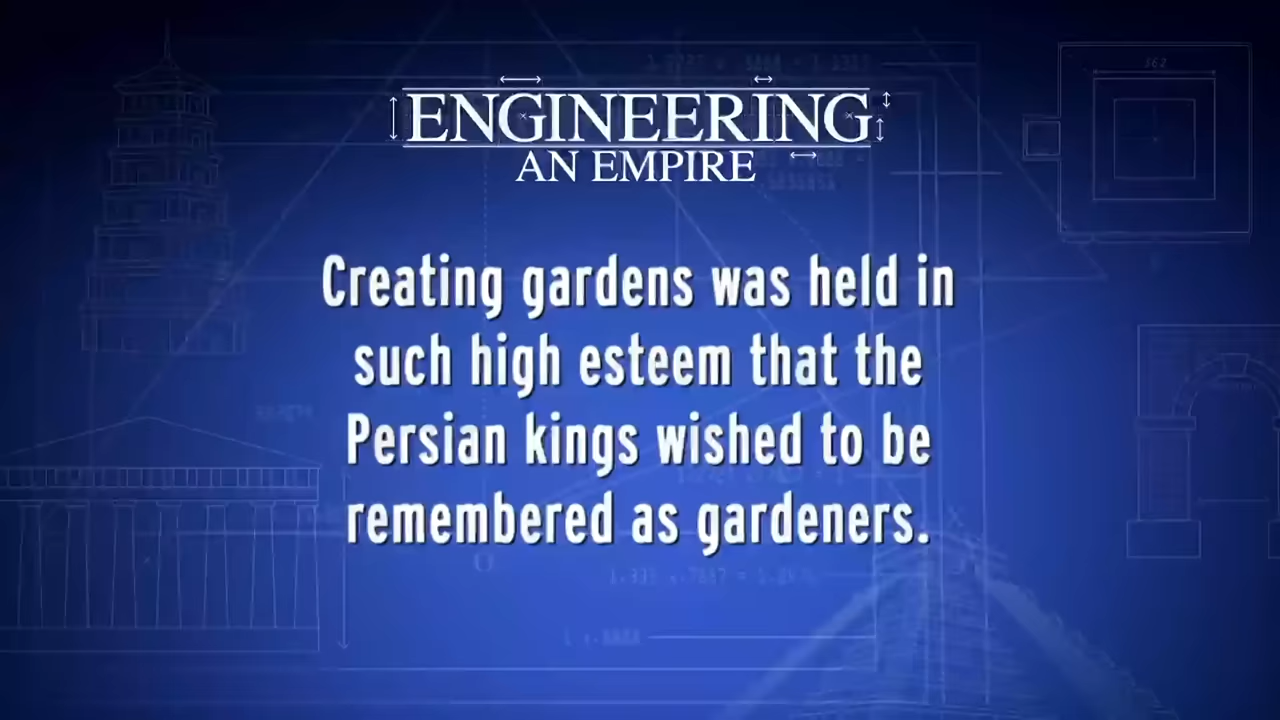 ENGINEERING
AN EMPIRE
362
Creating gardens was held in
such high esteem that the
Persian kings wished to be
remembered as gardeners.